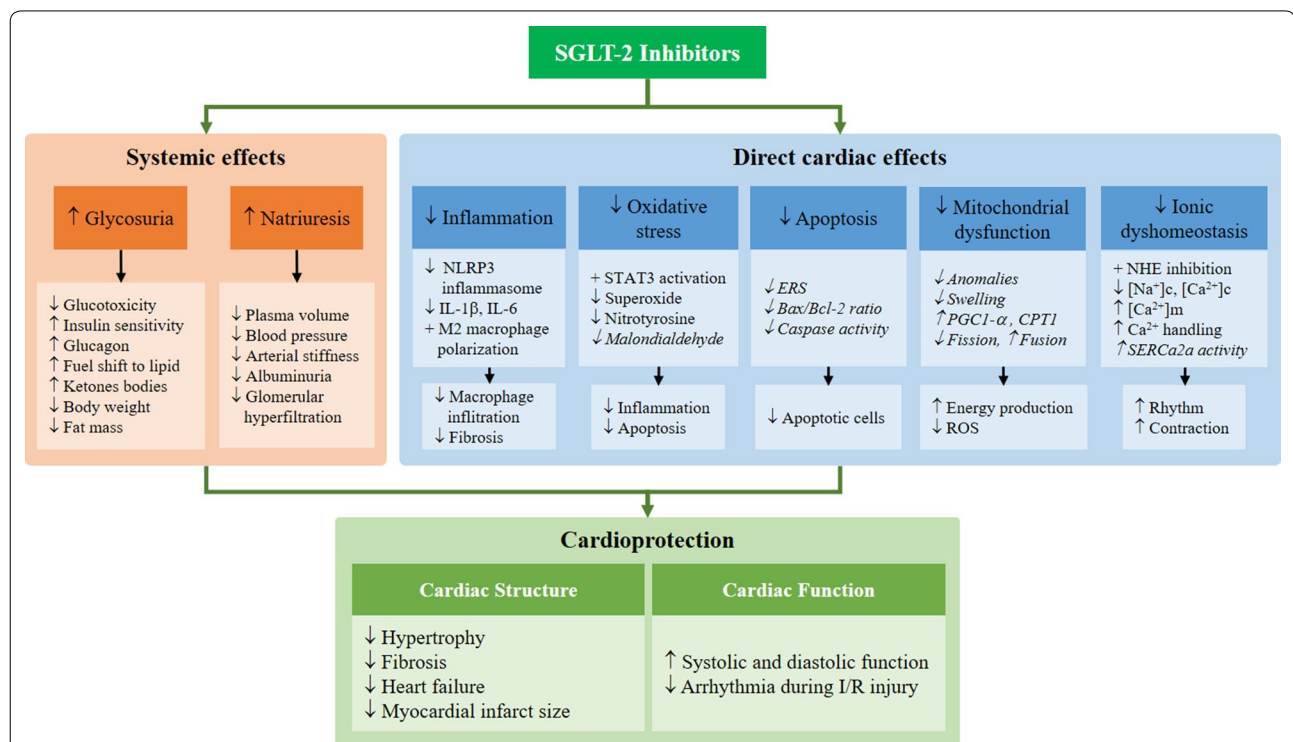 SGLT-2 Inhibitors
Systemic effects
↑ Glycosuria
↓ Glucotoxicity
↑ Insulin sensitivity
↑ Glucagon
↑ Fuel shift to lipid
↑ Ketones bodies
↓ Body weight
↓ Fat mass
↑ Natriuresis
↓ Plasma volume
↓ Blood pressure
↓ Arterial stiffness
↓ Albuminuria
↓ Glomerular
hyperfiltration
Direct cardiac effects
↓ Inflammation
↓ NLRP3
inflammasome
↓ IL-1β, IL-6
+ M2 macrophage
polarization
↓ Macrophage
inflitration
↓ Fibrosis
↓ Oxidative
stress
+ STAT3 activation
↓ Superoxide
↓ Nitrotyrosine
↓ Malondialdehyde
↓ Inflammation
↓ Apoptosis
↓ Apoptosis
↓ ERS
↓ Bax/Bcl-2 ratio
↓ Caspase activity
↓ Apoptotic cells
↓ Mitochondrial
dysfunction
↓ Anomalies
↓ Swelling
↑ PGC1-α, CPT1
↓ Fission, ↑ Fusion
↑ Energy production
↓ ROS
↓ Ionic
dyshomeostasis
+ NHE inhibition
↓ [Na⁺]c, [Ca²⁺]c
↑ [Ca²⁺]m
↑ Ca²⁺ handling
↑ SERCa2a activity
↑ Rhythm
↑ Contraction
Cardioprotection
Cardiac Structure
↓ Hypertrophy
↓ Fibrosis
↓ Heart failure
↓ Myocardial infarct size
Cardiac Function
↑ Systolic and diastolic function
↓ Arrhythmia during I/R injury